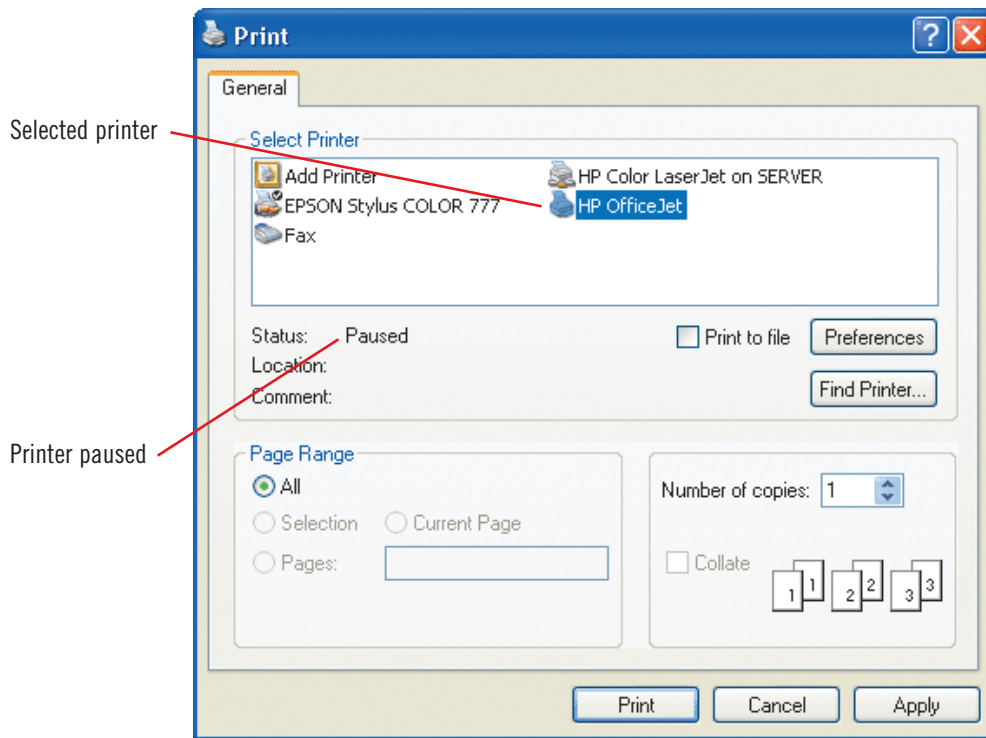 Print
General
Selected printer
Select Printer
Add Printer
HP Color LaserJet on SERVER
EPSON Stylus COLOR 777
HP OfficeJet
Fax
Status: Paused
Print to file
Preferences
Location:
Comment:
Find Printer...
Printer paused
Page Range
All
Number of copies: 1
Selection
Current Page
Pages:
Collate
1 1 2 2 3 3
Print
Cancel
Apply